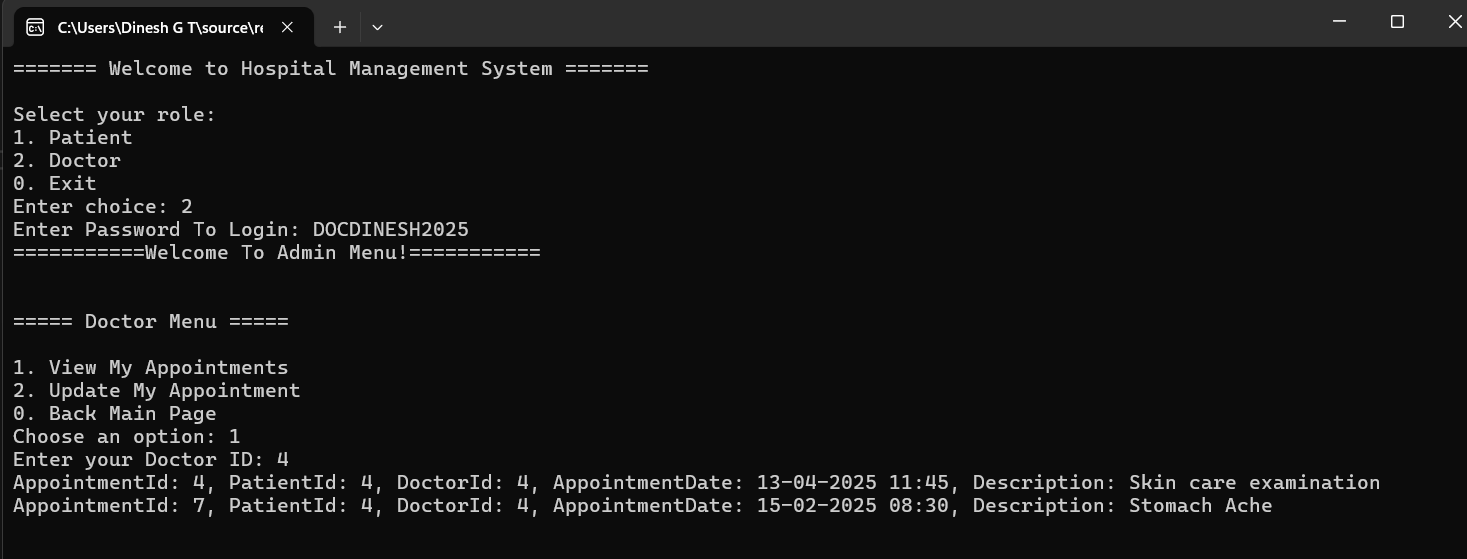 C:\Users\Dinesh G T\source\re
======= Welcome to Hospital Management System =======
Select your role:
1. Patient
2. Doctor
0. Exit
Enter choice: 2
Enter Password To Login: DOCDINESH2025
===========Welcome To Admin Menu!===========
===== Doctor Menu =====
1. View My Appointments
2. Update My Appointment
0. Back Main Page
Choose an option: 1
Enter your Doctor ID: 4
AppointmentId: 4, PatientId: 4, DoctorId: 4, AppointmentDate: 13-04-2025 11:45, Description: Skin care examination
AppointmentId: 7, PatientId: 4, DoctorId: 4, AppointmentDate: 15-02-2025 08:30, Description: Stomach Ache